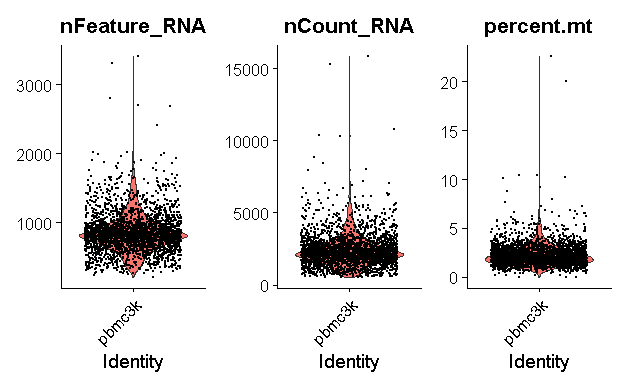 nFeature_RNA
3000
2000
1000
pbmc3k
Identity
nCount_RNA
15000
10000
5000
0
pbmc3k
Identity
percent.mt
20
15
10
5
0
pbmc3k
Identity